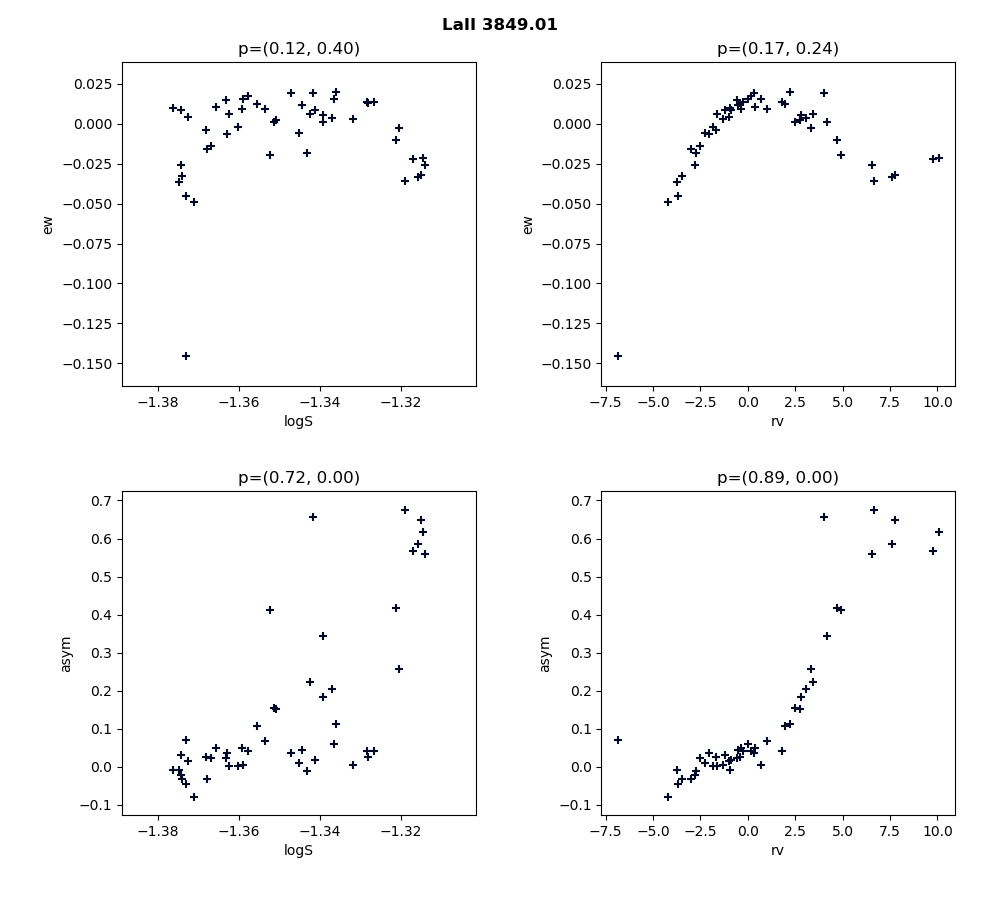 LaII 3849.01
p=(0.12, 0.40)
0.025
0.000
−0.025
−0.050
−0.075
−0.100
−0.125
−0.150
ew
−1.38 −1.36 −1.34 −1.32
logS
p=(0.17, 0.24)
0.025
0.000
−0.025
−0.050
−0.075
−0.100
−0.125
−0.150
ew
−7.5 −5.0 −2.5 0.0 2.5 5.0 7.5 10.0
rv
p=(0.72, 0.00)
0.7
0.6
0.5
0.4
0.3
0.2
0.1
0.0
−0.1
asym
−1.38 −1.36 −1.34 −1.32
logS
p=(0.89, 0.00)
0.7
0.6
0.5
0.4
0.3
0.2
0.1
0.0
−0.1
asym
−7.5 −5.0 −2.5 0.0 2.5 5.0 7.5 10.0
rv